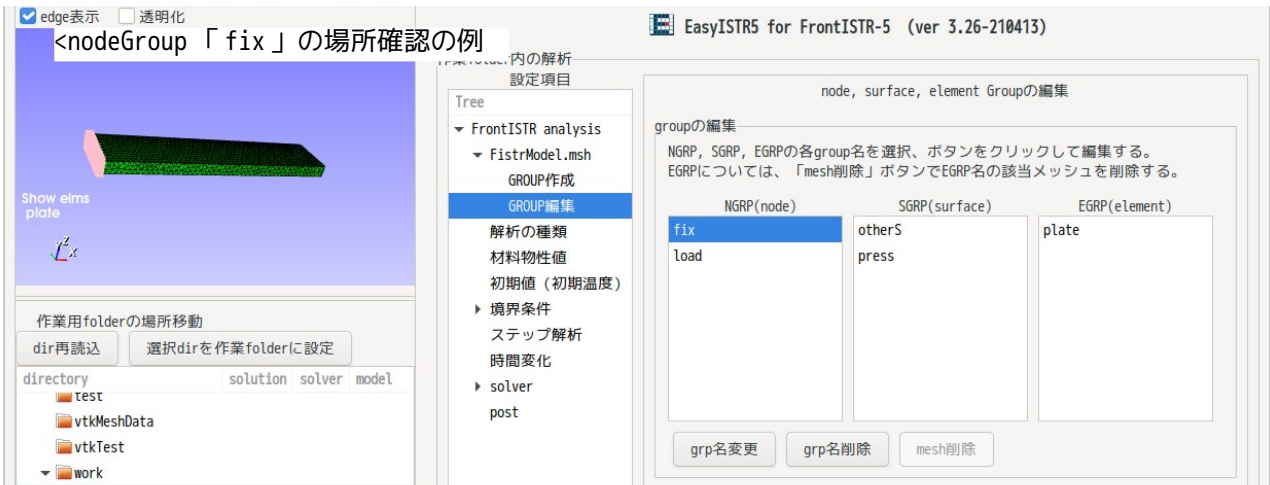 edge表示 透明化
<nodeGroup 「fix」の場所確認の例
Show elms
plate
Z
Y
X
作業用folderの場所移動
dir再読込 選択dirを作業folderに設定
directory solution solver model
test
vtkMeshData
vtkTest
work
EasyISTR5 for FrontISTR-5 (ver 3.26-210413)
作業folder内の解析
設定項目
Tree
FrontISTR analysis
FistrModel.msh
GROUP作成
GROUP編集
解析の種類
材料物性値
初期値(初期温度)
境界条件
ステップ解析
時間変化
solver
post
node, surface, element Groupの編集
groupの編集
NGRP, SGRP, EGRPの各group名を選択、ボタンをクリックして編集する。
EGRPについては、「mesh削除」ボタンでEGRP名の該当メッシュを削除する。
NGRP(node) SGRP(surface) EGRP(element)
fix otherS plate
load press
grp名変更 grp名削除 mesh削除